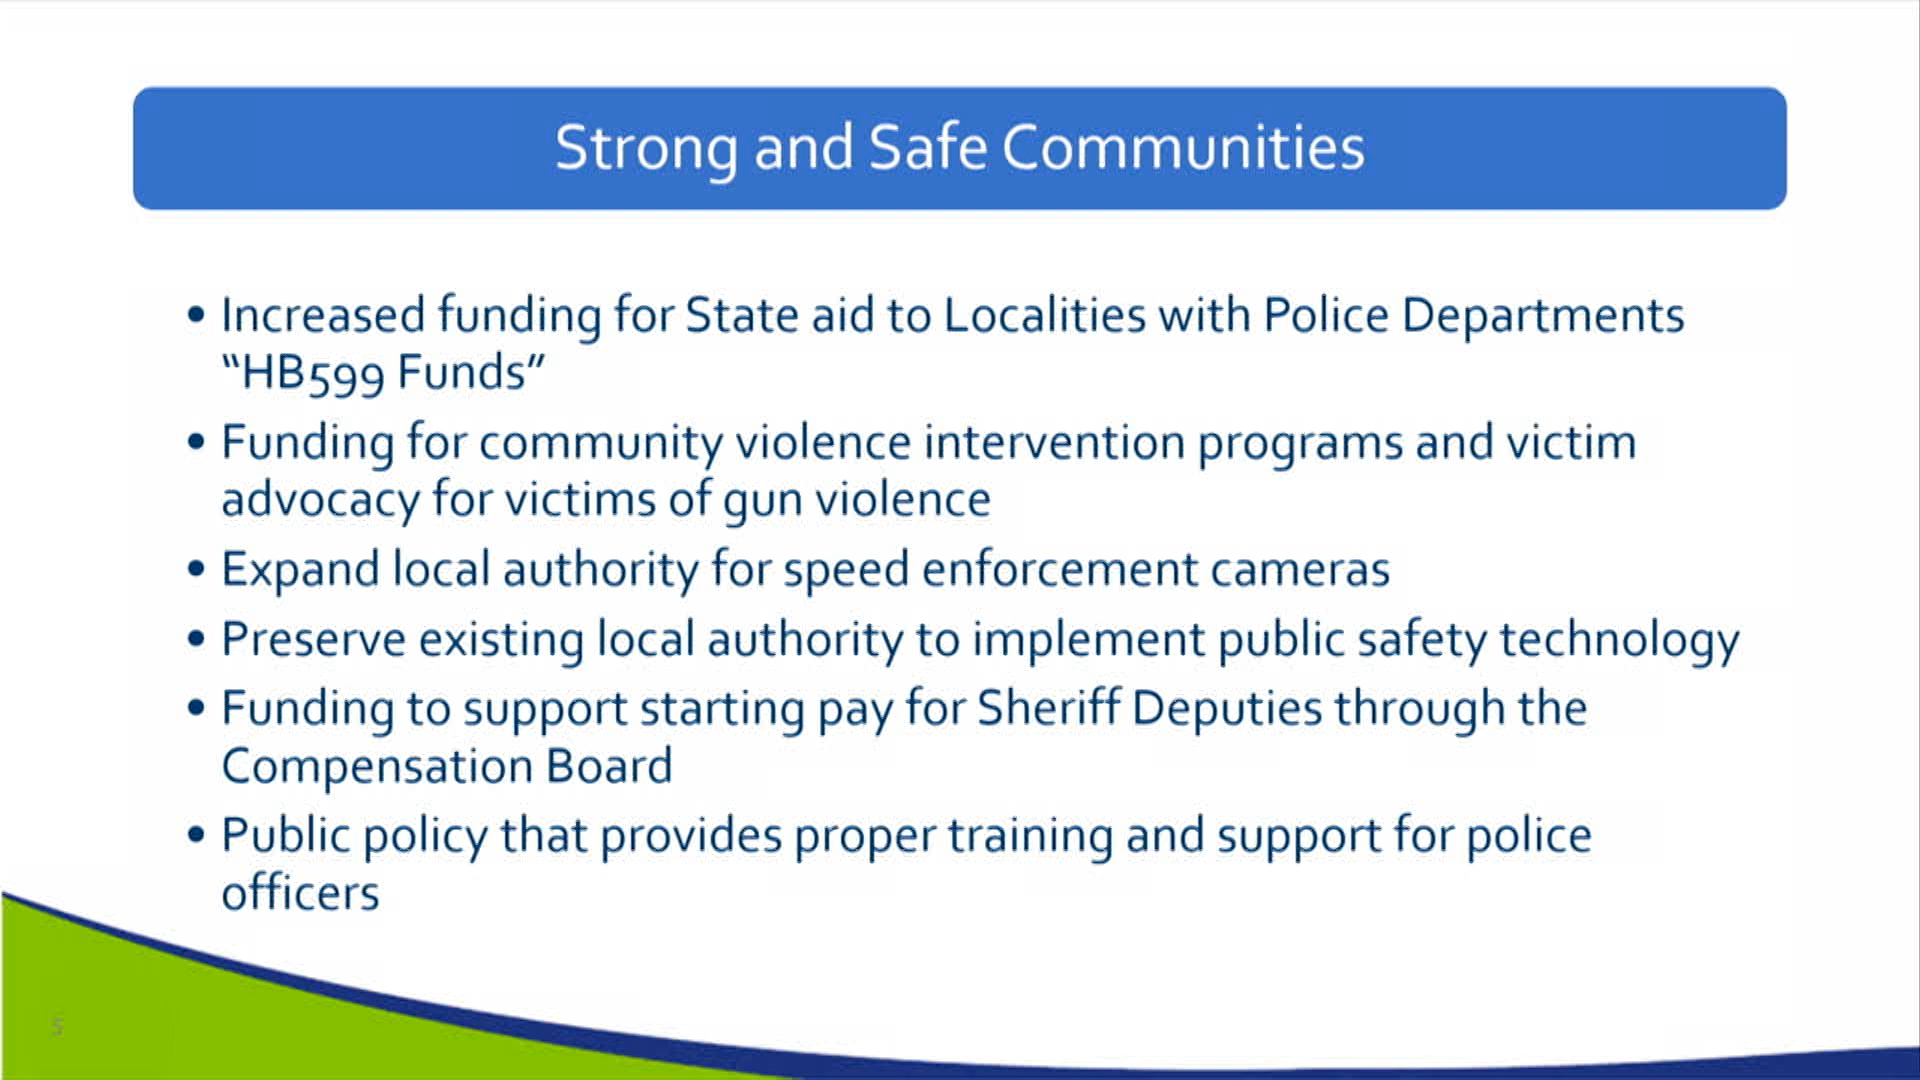 Strong and Safe Communities
• Increased funding for State aid to Localities with Police Departments
“HB599 Funds”
• Funding for community violence intervention programs and victim
advocacy for victims of gun violence
• Expand local authority for speed enforcement cameras
• Preserve existing local authority to implement public safety technology
• Funding to support starting pay for Sheriff Deputies through the
Compensation Board
• Public policy that provides proper training and support for police
officers
5